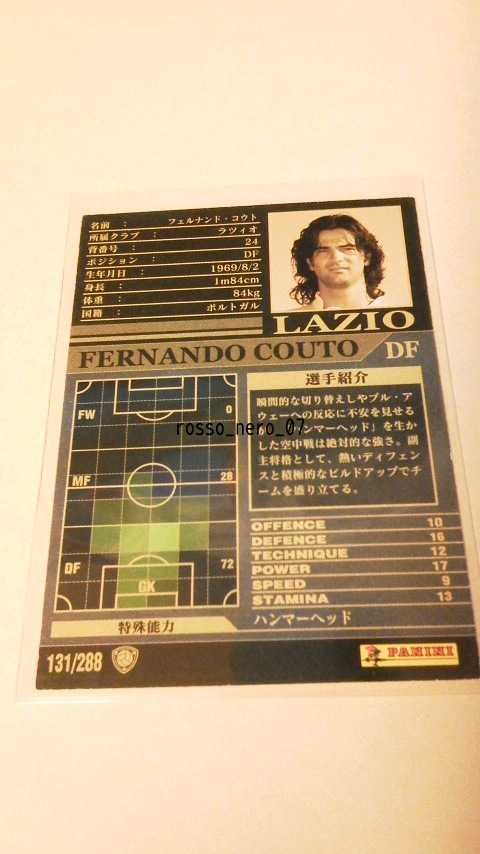 名前 : フェルナンド・コウト
所属クラブ : ラツィオ
背番号 : 24
ポジション : DF
生年月日 : 1969/8/2
身長 : 1m84cm
体重 : 84kg
国籍 : ポルトガル
LAZIO
FERNANDO COUTO DF
FW 0
MF 28
DF 72
GK
選手紹介
瞬間的な切り替えしやプル・ア
ウェーへの反応に不安を見せる
が、「ハンマーヘッド」を生か
した空中戦は絶対的な強さ。副
主将格として、熱いディフェン
スと積極的なビルドアップでチ
ームを盛り立てる。
rosso_nero_07
OFFENCE 10
DEFENCE 16
TECHNIQUE 12
POWER 17
SPEED 9
STAMINA 13
特殊能力 ハンマーヘッド
131/288
PANINI